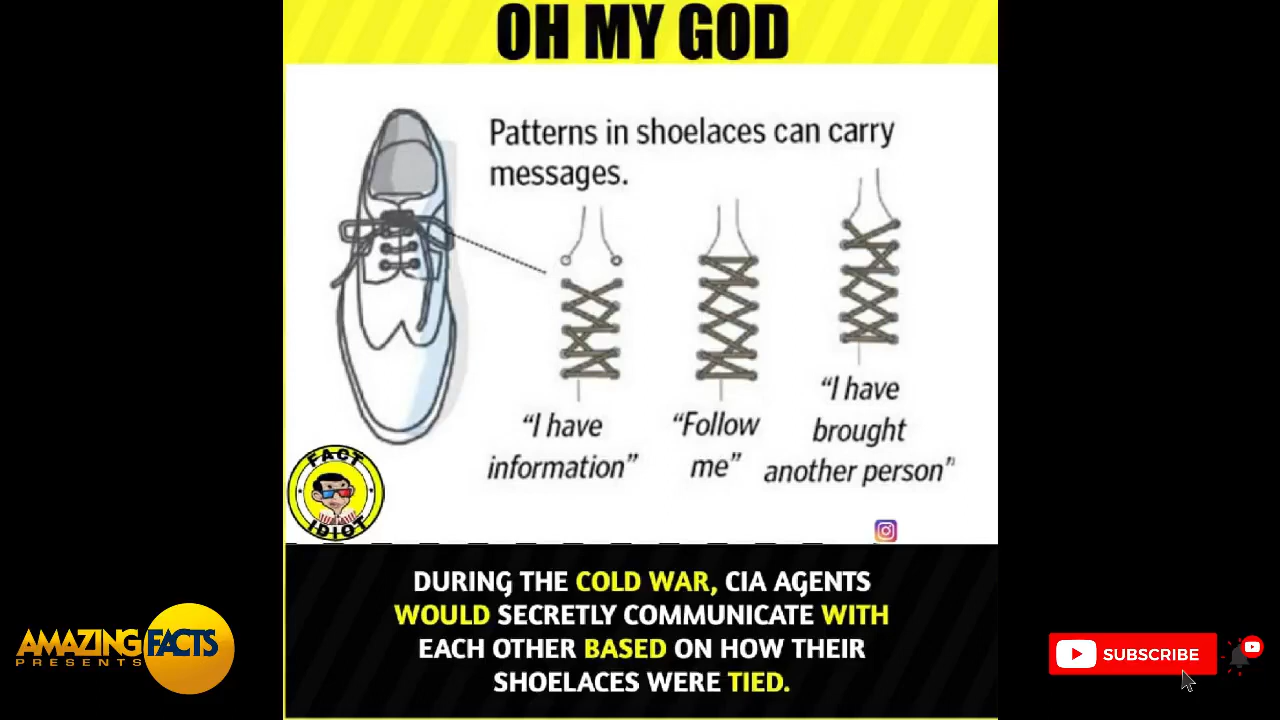 OH MY GOD
Patterns in shoelaces can carry
messages.
"I have
information"
"Follow
me"
"I have
brought
another person"
FACT
IDIOT
DURING THE COLD WAR, CIA AGENTS
WOULD SECRETLY COMMUNICATE WITH
EACH OTHER BASED ON HOW THEIR
SHOELACES WERE TIED.
AMAZING FACTS
PRESENTS
SUBSCRIBE